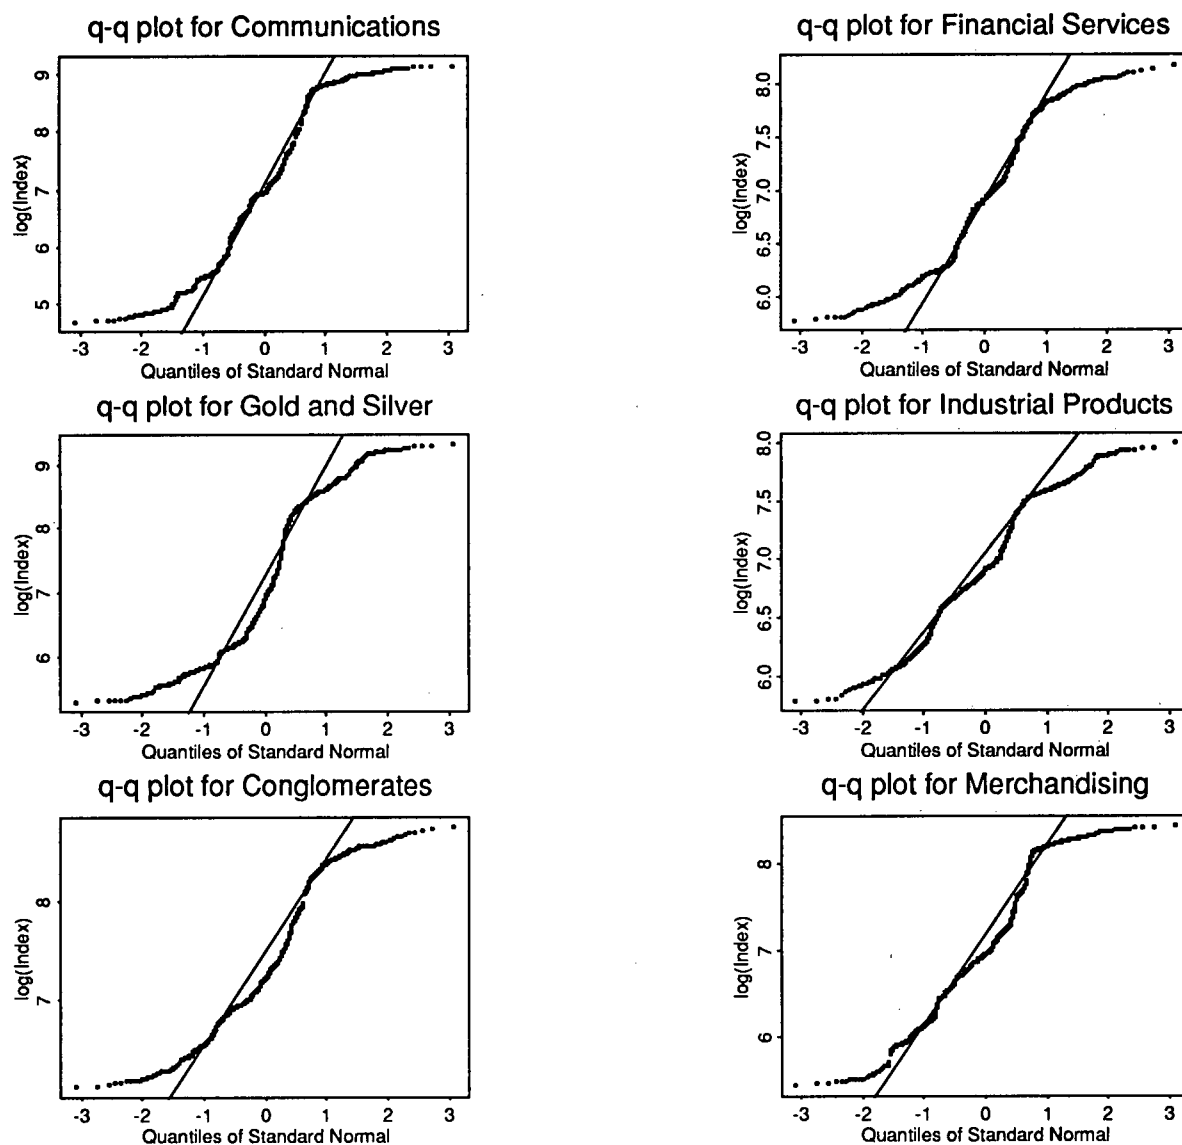 q-q plot for Communications
log(Index)
9
8
7
6
5
-3 -2 -1 0 1 2 3
Quantiles of Standard Normal
q-q plot for Financial Services
log(Index)
8.0
7.5
7.0
6.5
6.0
-3 -2 -1 0 1 2 3
Quantiles of Standard Normal
q-q plot for Gold and Silver
log(Index)
9
8
7
6
-3 -2 -1 0 1 2 3
Quantiles of Standard Normal
q-q plot for Industrial Products
log(Index)
8.0
7.5
7.0
6.5
6.0
-3 -2 -1 0 1 2 3
Quantiles of Standard Normal
q-q plot for Conglomerates
log(Index)
8
7
-3 -2 -1 0 1 2 3
Quantiles of Standard Normal
q-q plot for Merchandising
log(Index)
8
7
6
-3 -2 -1 0 1 2 3
Quantiles of Standard Normal